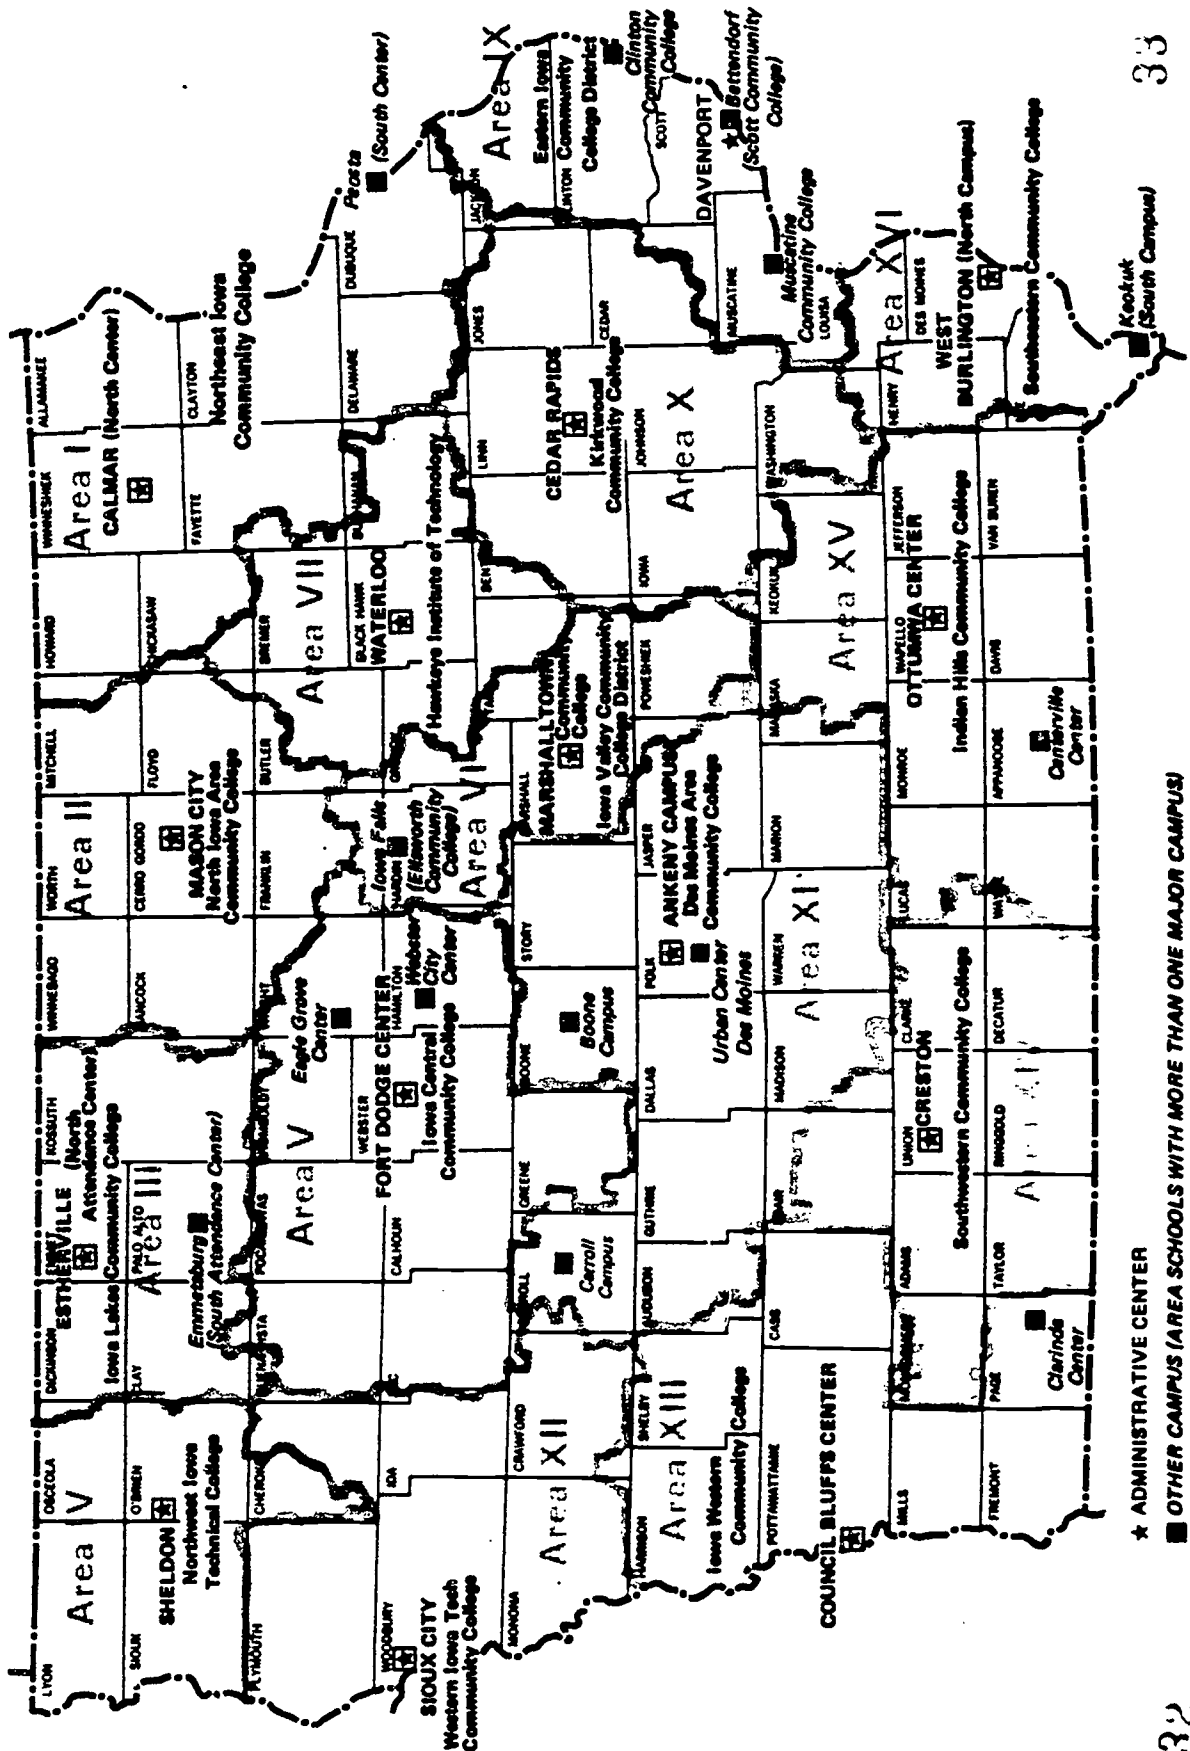 LYON
OSCEOLA
DICKINSON
EMMET
KOSSUTH
WINNEBAGO
WORTH
MITCHELL
HOWARD
WINNESHIEK
ALLAMAKEE
Area I
CALMAR (North Center)
Area II
Area V
ESTHERVILLE
(North
Attendence Center)
Iowa Lakes Community College
SIOUX
O'BRIEN
CLAY
PALO ALTO
Area III
HANCOCK
CERRO GORDO
FLOYD
CHICKASAW
FAYETTE
CLAYTON
SHELDON
Northwest Iowa
Technical College
Emmetsburg
(South Attendence Center)
MASON CITY
North Iowa Area
Community College
Northeast Iowa
Community College
PLYMOUTH
POCAHONTAS
HUMBOLDT
FRANKLIN
BUTLER
BREMER
Area V
Eagle Grove
Center
Area VII
WEBSTER
BLACK HAWK
DELAWARE
DUBUQUE
Peosta
(South Center)
WATERLOO
Hawkeye Institute of Technology
WOODBURY
IDA
CALHOUN
FORT DODGE CENTER
HAMILTON
HARDIN
Iowa Falls
(Ellsworth
Community
College)
Webster
City
Center
Iowa Central
Community College
SIOUX CITY
Western Iowa Tech
Community College
Area VI
LINN
JONES
JACKSON
Area IX
MONONA
CRAWFORD
GREENE
BOONE
STORY
MARSHALL
Area XII
Carroll
Campus
Boone
Campus
MARSHALLTOWN
Community
College
Iowa Valley Community
College District
CEDAR RAPIDS
Kirkwood
Community College
CEDAR
Eastern Iowa
Community
College District
Clinton
Community
College
HARRISON
SHELBY
AUDUBON
GUTHRIE
DALLAS
POLK
JASPER
POWESHIEK
IOWA
JOHNSON
SCOTT
Area XIII
Iowa Western
Community College
ANKENY CAMPUS
Des Moines Area
Community College
Urban Center
Des Moines
Area X
DAVENPORT
Bettendorf
(Scott Community
College)
MUSCATINE
Muscatine
Community College
POTTAWATTAMIE
CASS
MADISON
WARREN
MARION
KEOKUK
WASHINGTON
LOUISA
COUNCIL BLUFFS CENTER
Area XI
Area XV
Area XVI
MILLS
ADAMS
UNION
CLARKE
LUCAS
MONROE
WAPELLO
JEFFERSON
HENRY
DES MOINES
CRESTON
Southwestern Community College
OTTUMWA CENTER
Indian Hills Community College
WEST
BURLINGTON (North Campus)
Southeastern Community College
FREMONT
PAGE
TAYLOR
RINGGOLD
DECATUR
WAYNE
APPANOOSE
DAVIS
VAN BUREN
Clarinda
Center
Centerville
Center
Keokuk
(South Campus)
★ ADMINISTRATIVE CENTER
■ OTHER CAMPUS (AREA SCHOOLS WITH MORE THAN ONE MAJOR CAMPUS)
32
33